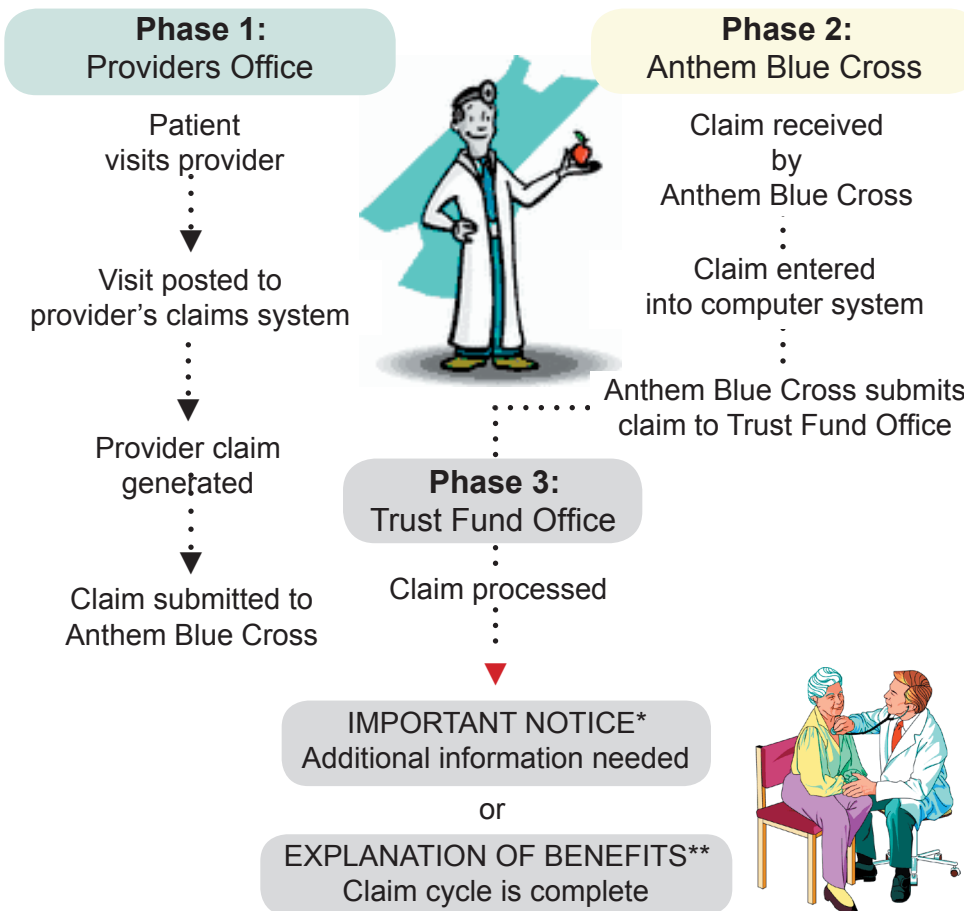 Phase 1:
Providers Office
Patient
visits provider
Visit posted to
provider’s claims system
Provider claim
generated
Claim submitted to
Anthem Blue Cross
Phase 2:
Anthem Blue Cross
Claim received
by
Anthem Blue Cross
Claim entered
into computer system
Anthem Blue Cross submits
claim to Trust Fund Office
Phase 3:
Trust Fund Office
Claim processed
IMPORTANT NOTICE*
Additional information needed
or
EXPLANATION OF BENEFITS**
Claim cycle is complete